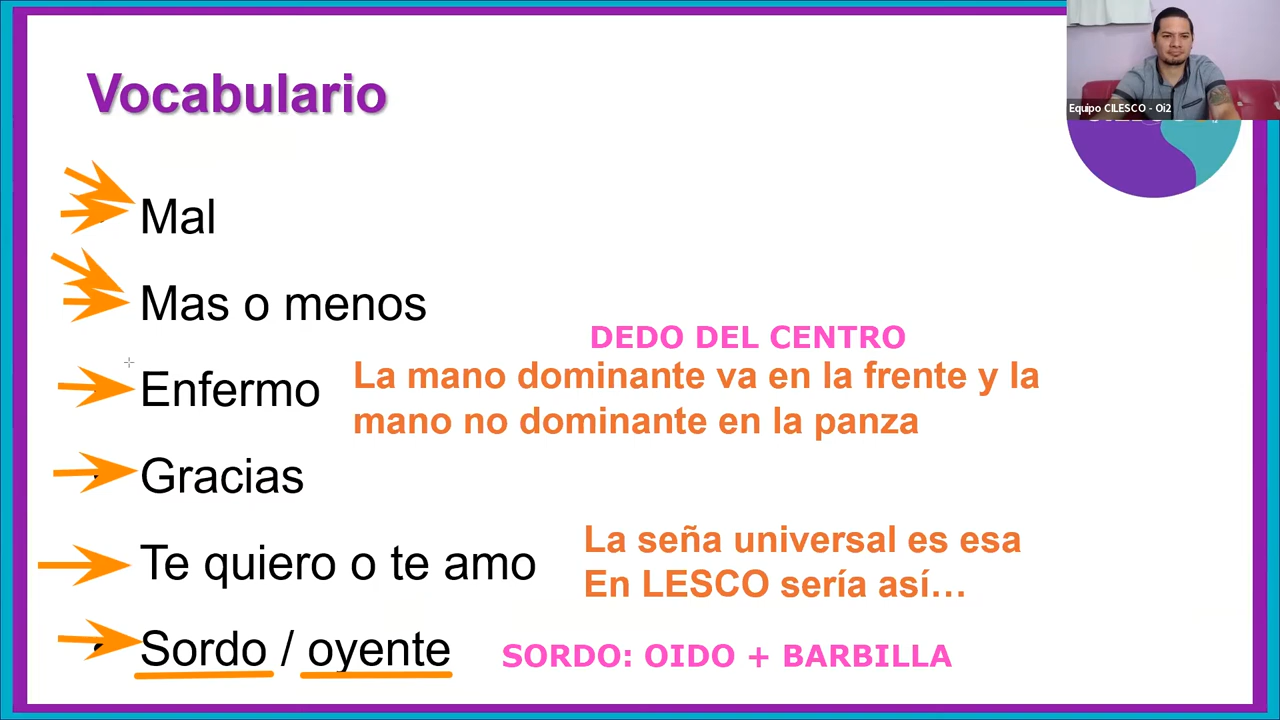 Equipo CILESCO - Oi2
Vocabulario
Mal
Mas o menos
DEDO DEL CENTRO
Enfermo
La mano dominante va en la frente y la
mano no dominante en la panza
Gracias
Te quiero o te amo
La seña universal es esa
En LESCO sería así…
Sordo / oyente
SORDO: OIDO + BARBILLA